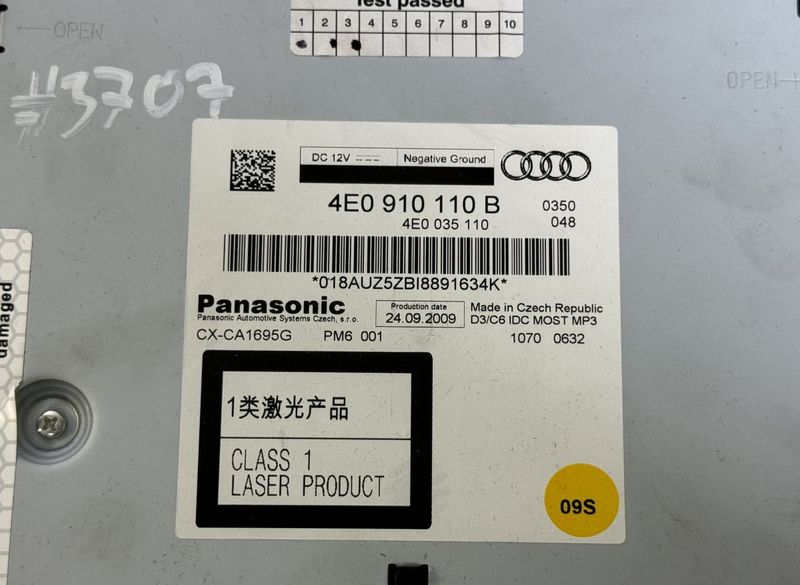 Test passed
1 2 3 4 5 6 7 8 9 10
OPEN
OPEN
#3707
DC 12V Negative Ground
4E0 910 110 B 0350
4E0 035 110 048
*018AUZ5ZBI8891634K*
Panasonic
Panasonic Automotive Systems Czech, s.r.o.
Production date
24.09.2009
Made in Czech Republic
D3/C6 IDC MOST MP3
CX-CA1695G PM6 001 1070 0632
1类激光产品
CLASS 1
LASER PRODUCT
09S
damaged